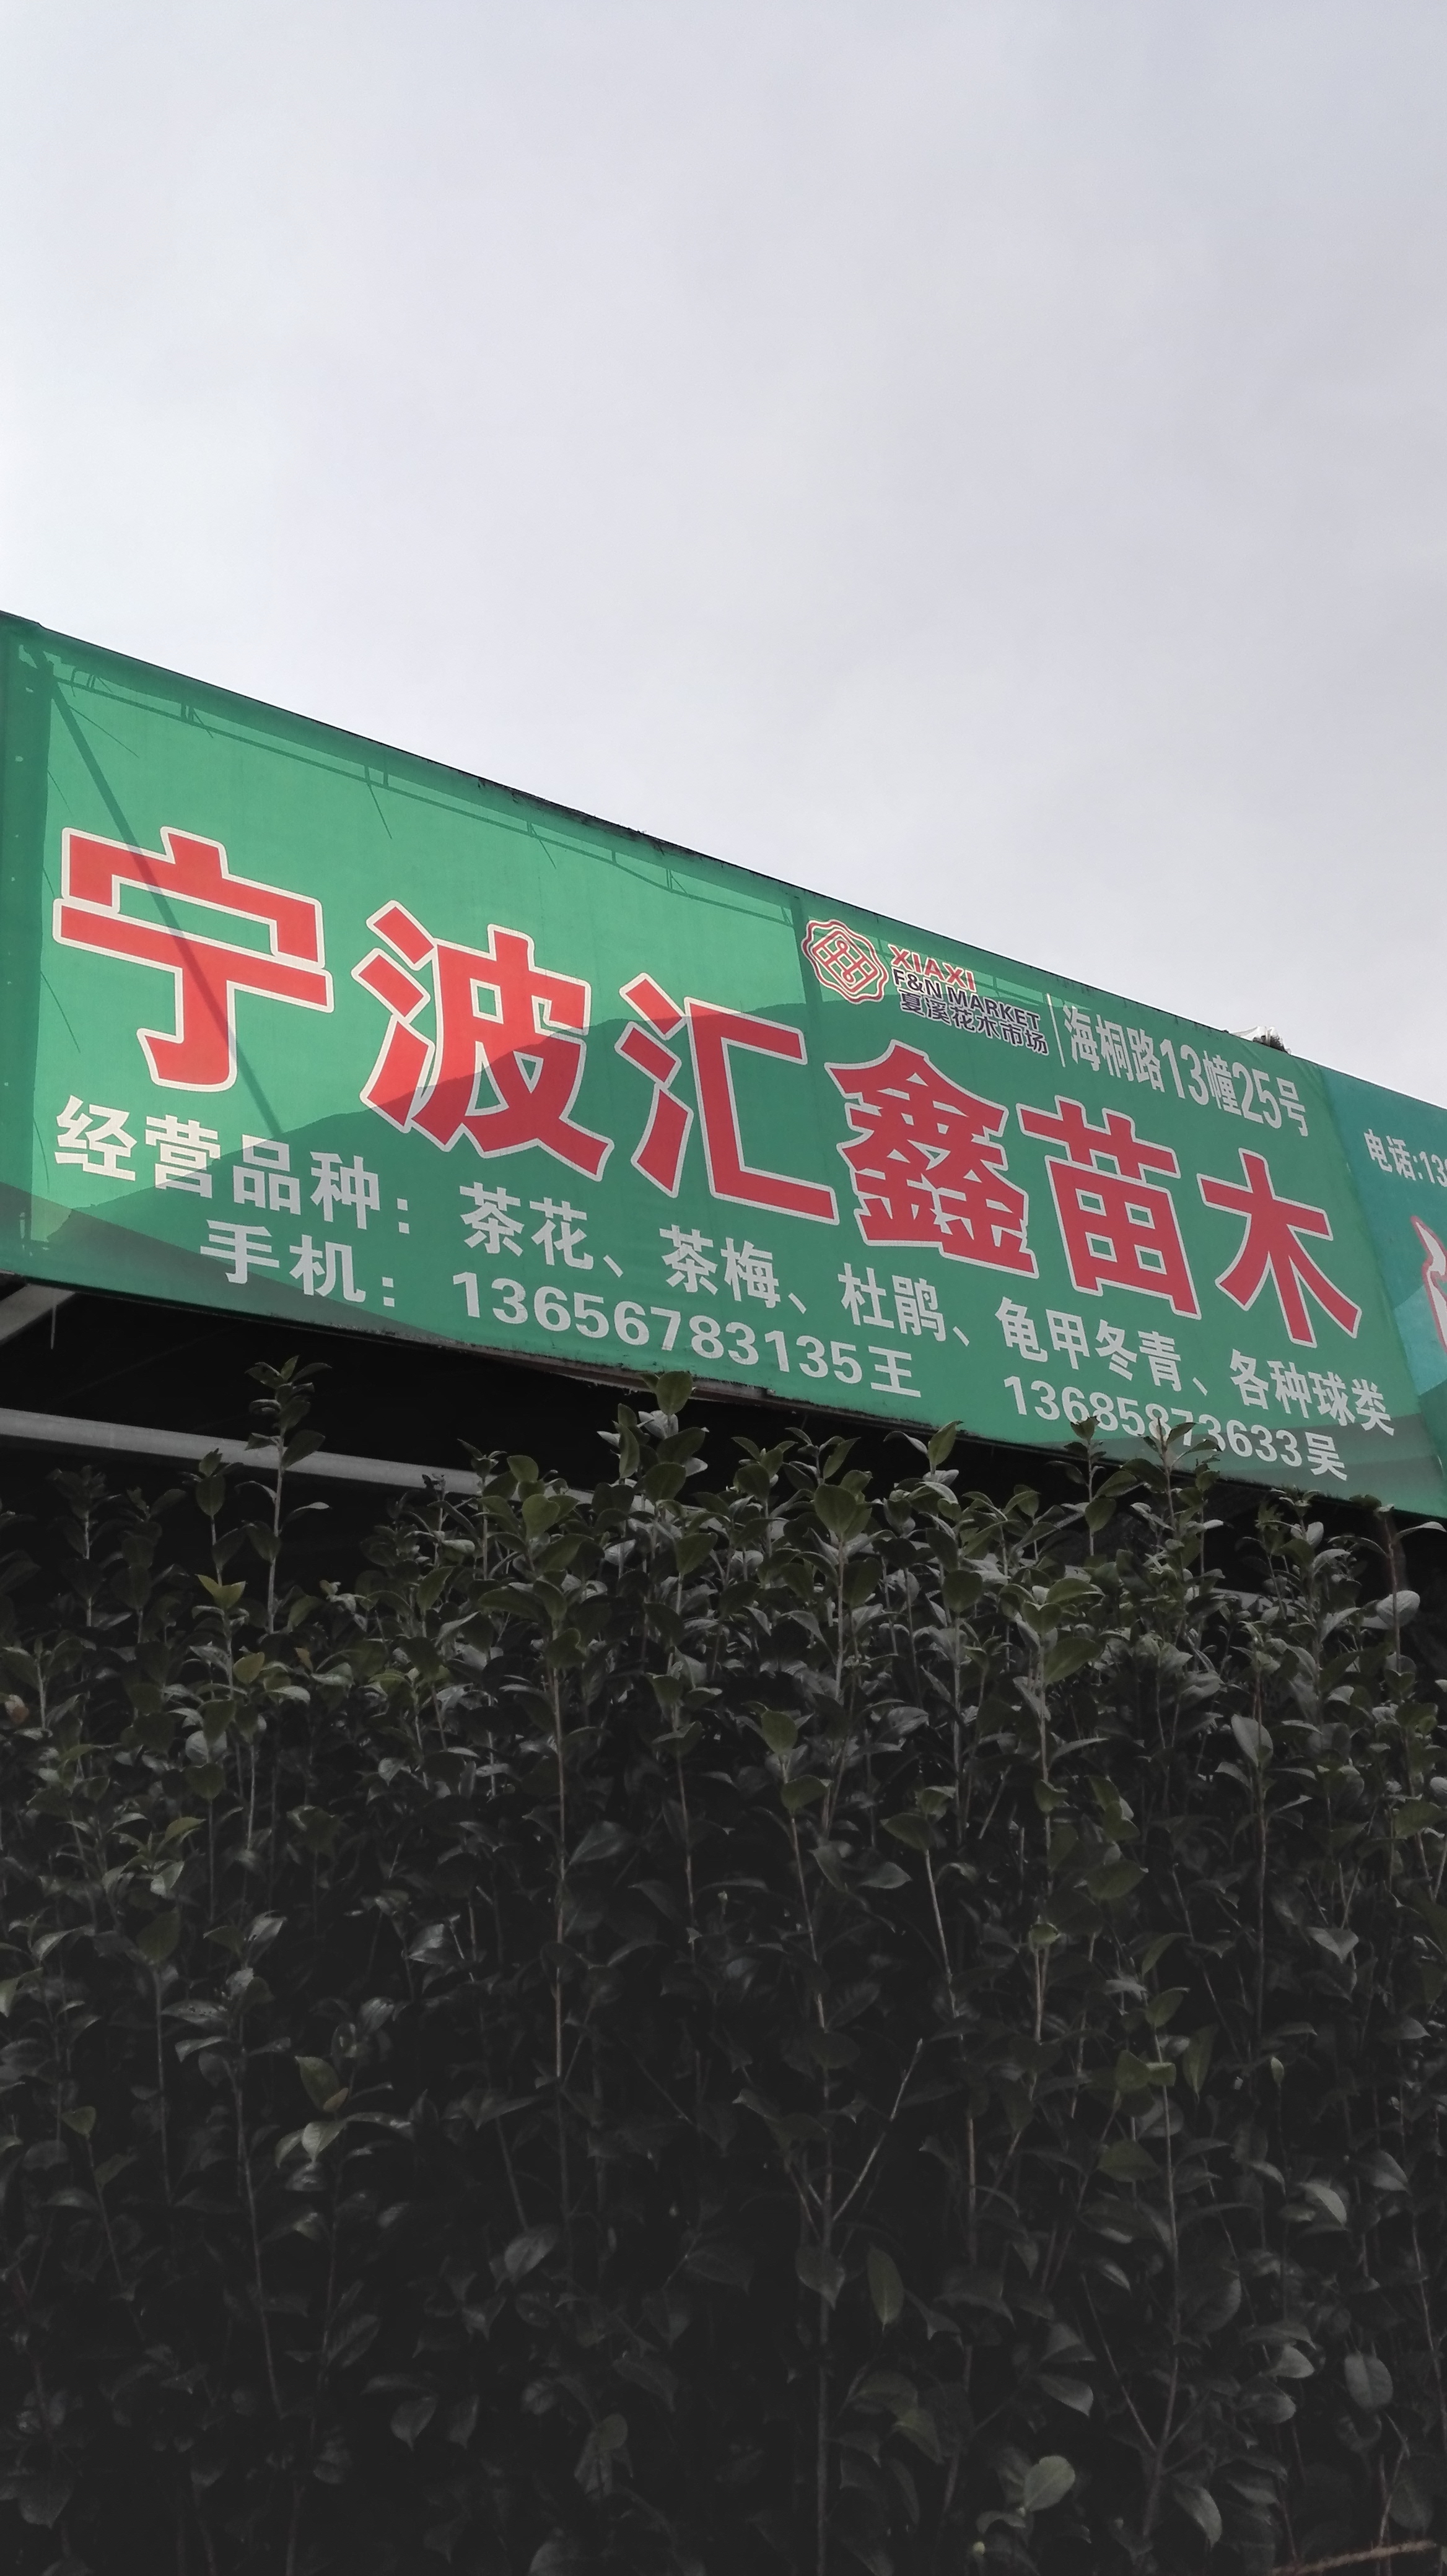 XIAXI
F&N MARKET
夏溪花木市场
海桐路13幢25号
宁波汇鑫苗木
经营品种：茶花、茶梅、杜鹃、龟甲冬青、各种球类
手机：13656783135王 13685873633吴
电话:13